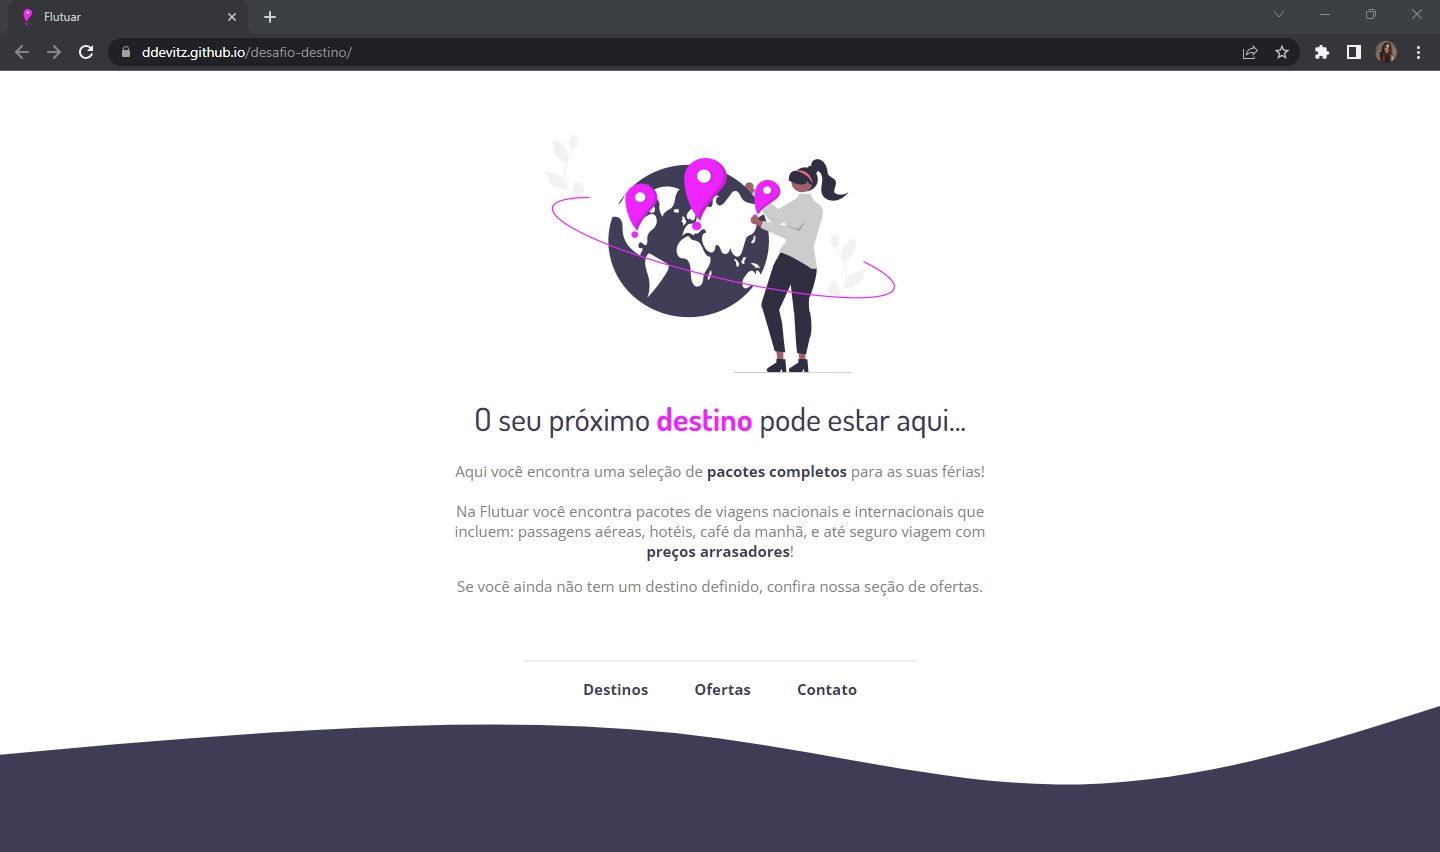 Flutuar
ddevitz.github.io/desafio-destino/
O seu próximo destino pode estar aqui...
Aqui você encontra uma seleção de pacotes completos para as suas férias!
Na Flutuar você encontra pacotes de viagens nacionais e internacionais que
incluem: passagens aéreas, hotéis, café da manhã, e até seguro viagem com
preços arrasadores!
Se você ainda não tem um destino definido, confira nossa seção de ofertas.
Destinos Ofertas Contato